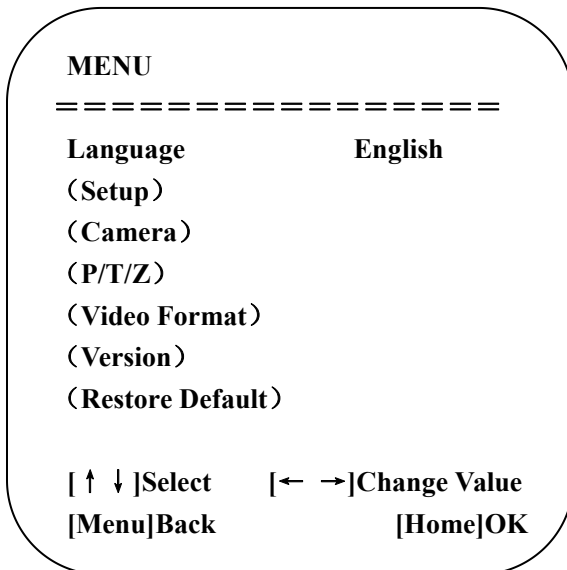 MENU
=================
Language English
（Setup）
（Camera）
（P/T/Z）
（Video Format）
（Version）
（Restore Default）
[↑ ↓]Select [← →]Change Value
[Menu]Back [Home]OK